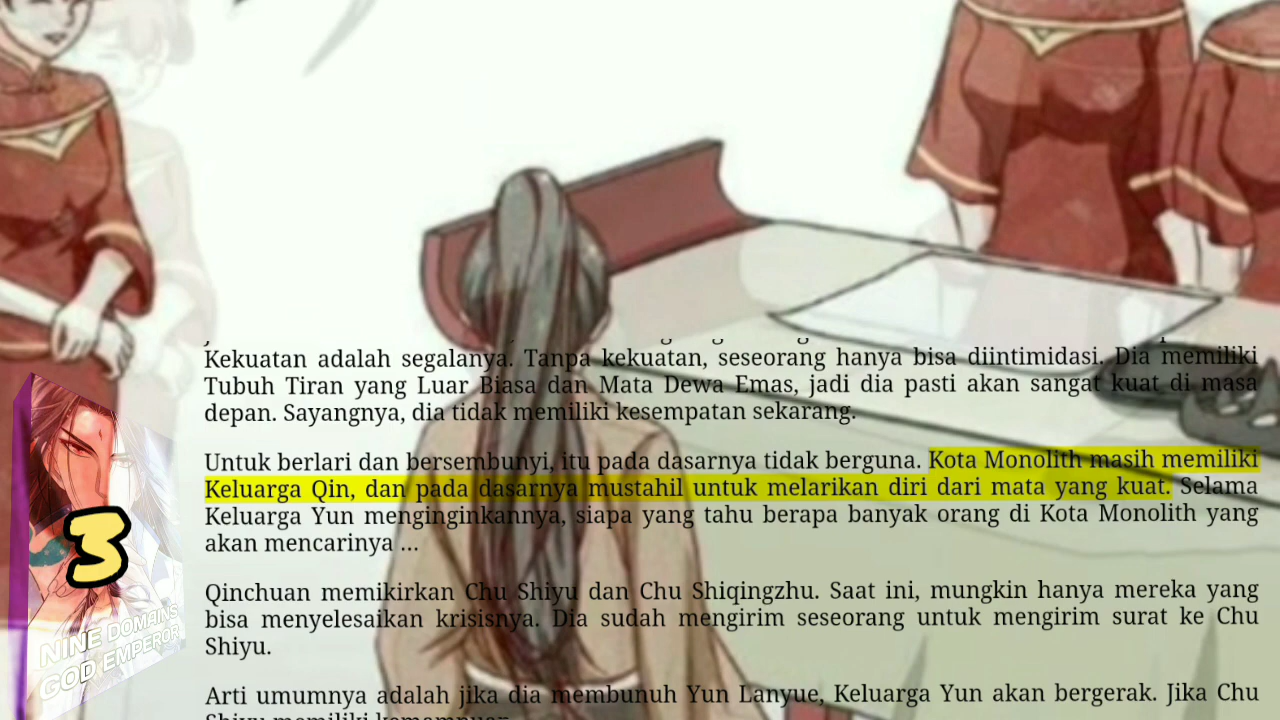 Kekuatan adalah segalanya. Tanpa kekuatan, seseorang hanya bisa diintimidasi. Dia memiliki
Tubuh Tiran yang Luar Biasa dan Mata Dewa Emas, jadi dia pasti akan sangat kuat di masa
depan. Sayangnya, dia tidak memiliki kesempatan sekarang.
Untuk berlari dan bersembunyi, itu pada dasarnya tidak berguna. Kota Monolith masih memiliki
Keluarga Qin, dan pada dasarnya mustahil untuk melarikan diri dari mata yang kuat. Selama
Keluarga Yun menginginkannya, siapa yang tahu berapa banyak orang di Kota Monolith yang
akan mencarinya ...
Qinchuan memikirkan Chu Shiyu dan Chu Shiqingzhu. Saat ini, mungkin hanya mereka yang
bisa menyelesaikan krisisnya. Dia sudah mengirim seseorang untuk mengirim surat ke Chu
Shiyu.
Arti umumnya adalah jika dia membunuh Yun Lanyue, Keluarga Yun akan bergerak. Jika Chu
3
NINE DOMAINS
GOD EMPEROR